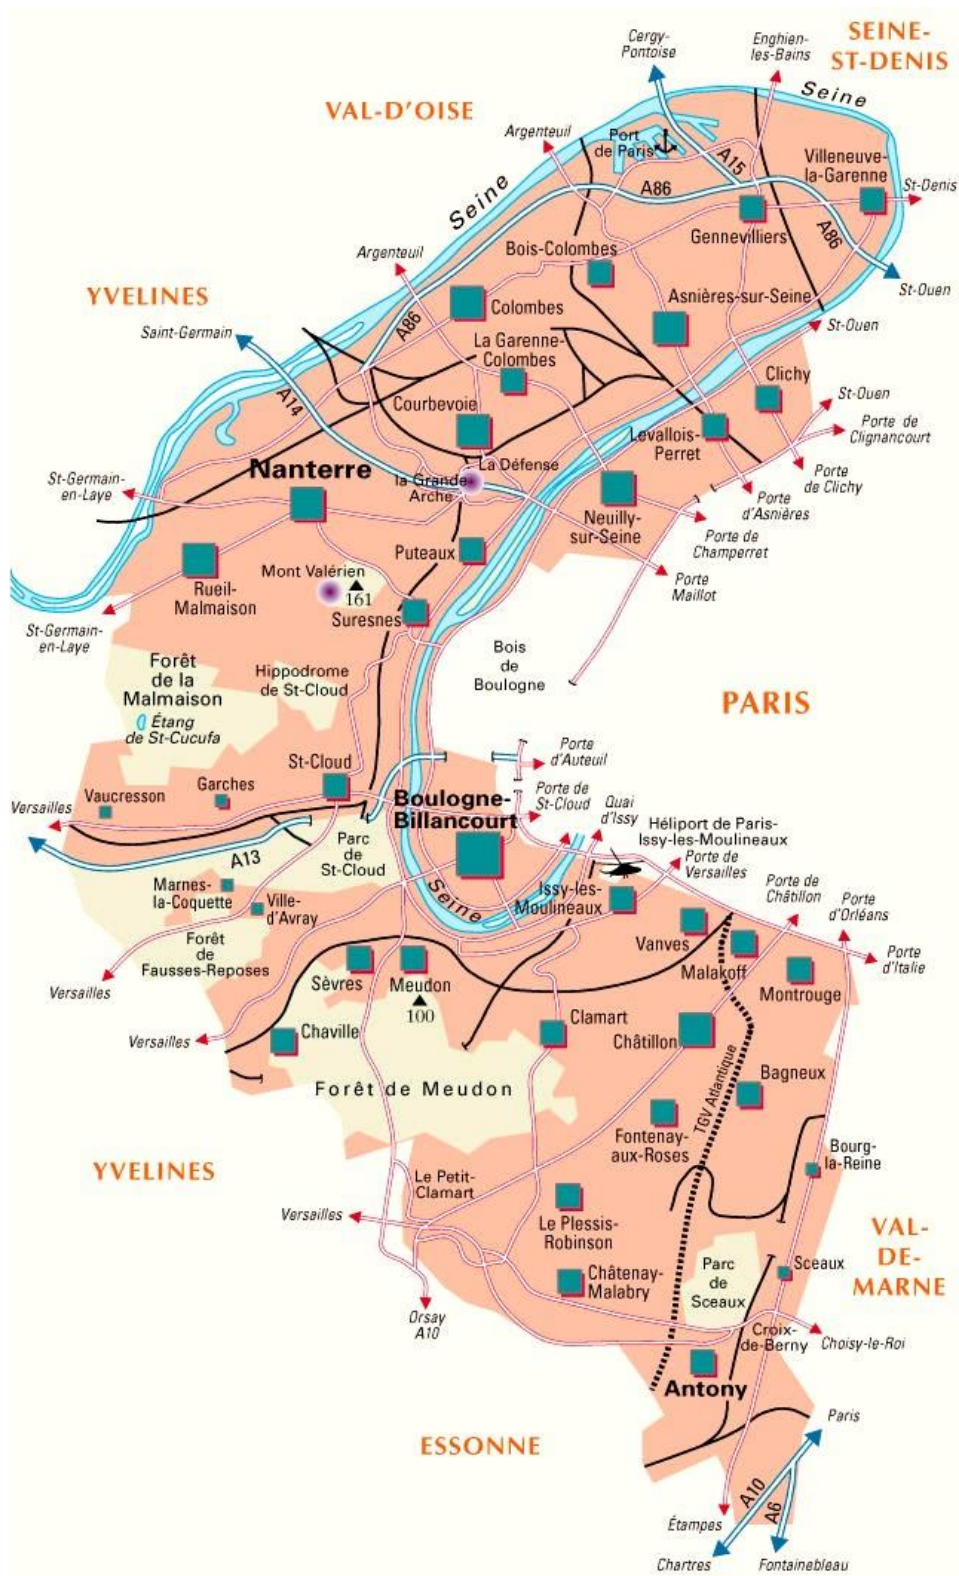 SEINE-
ST-DENIS
Cergy-
Pontoise
Enghien-
les-Bains
Seine
VAL-D'OISE
Argenteuil
Port
de Paris
A15
Villeneuve-
la-Garenne
A86
St-Denis
Seine
Gennevilliers
A86
Bois-Colombes
Argenteuil
St-Ouen
YVELINES
Colombes
Asnières-sur-Seine
A86
St-Ouen
Saint-Germain
La Garenne-
Colombes
Clichy
A14
Courbevoie
St-Ouen
Levallois-
Perret
Porte de
Clignancourt
Nanterre
La Défense
la Grande
Arche
Porte
de Clichy
St-Germain-
en-Laye
Porte
d'Asnières
Neuilly-
sur-Seine
Porte de
Champerret
Puteaux
Mont Valérien
161
Porte
Maillot
Rueil-
Malmaison
Suresnes
St-Germain-
en-Laye
Bois
de
Boulogne
Forêt
de la
Malmaison
Hippodrome
de St-Cloud
PARIS
Étang
de St-Cucufa
St-Cloud
Porte
d'Auteuil
Garches
Vaucresson
Versailles
Boulogne-
Billancourt
Porte de
St-Cloud
Quai
d'Issy
Héliport de Paris-
Issy-les-Moulineaux
A13
Parc
de
St-Cloud
Porte de
Versailles
Marnes-
la-Coquette
Ville-
d'Avray
Seine
Issy-les-
Moulineaux
Porte de
Châtillon
Porte
d'Orléans
Forêt
de
Fausses-Reposes
Vanves
Malakoff
Porte
d'Italie
Versailles
Sèvres
Meudon
100
Montrouge
Versailles
Chaville
Clamart
Châtillon
Forêt de Meudon
TGV Atlantique
Bagneux
Fontenay-
aux-Roses
Bourg-
la-Reine
YVELINES
Le Petit-
Clamart
Versailles
Le Plessis-
Robinson
VAL-
DE-
MARNE
Parc
de
Sceaux
Sceaux
Châtenay-
Malabry
Orsay
A10
Croix-
de-Berny
Choisy-le-Roi
Antony
Paris
ESSONNE
A10
A6
Étampes
Chartres
Fontainebleau